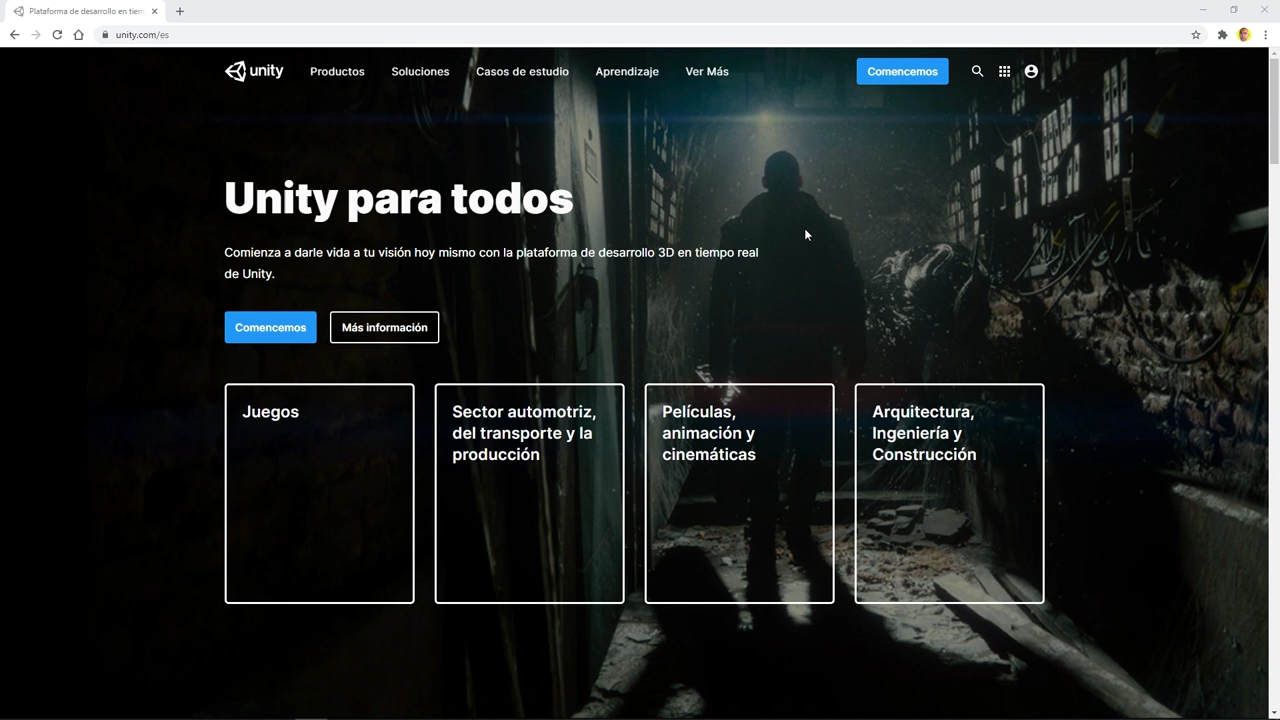 Plataforma de desarrollo en tiem
unity.com/es
unity
Productos
Soluciones
Casos de estudio
Aprendizaje
Ver Más
Comencemos
Unity para todos
Comienza a darle vida a tu visión hoy mismo con la plataforma de desarrollo 3D en tiempo real
de Unity.
Comencemos
Más información
Juegos
Sector automotriz,
del transporte y la
producción
Películas,
animación y
cinemáticas
Arquitectura,
Ingeniería y
Construcción